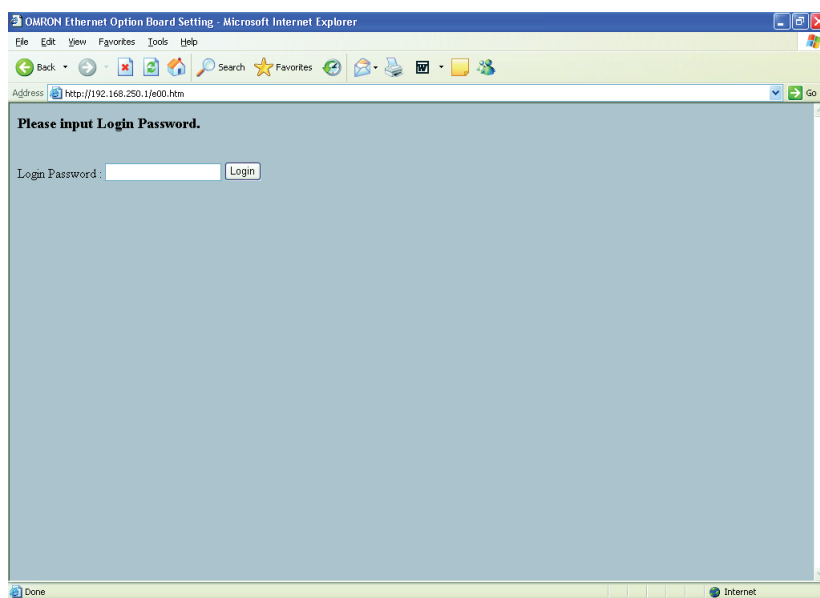 OMRON Ethernet Option Board Setting - Microsoft Internet Explorer
File Edit View Favorites Tools Help
Back Search Favorites
Address http://192.168.250.1/e00.htm Go
Please input Login Password.
Login Password : Login
Done Internet